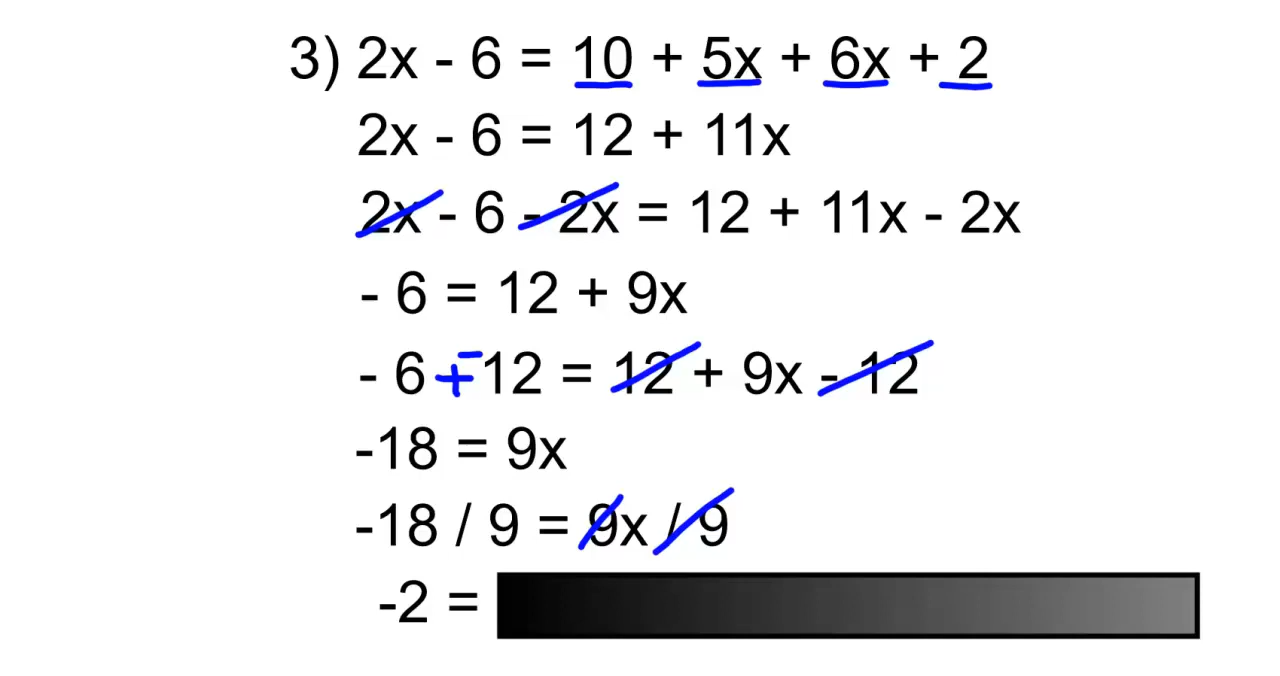 3) 2x - 6 = 10 + 5x + 6x + 2
2x - 6 = 12 + 11x
2x - 6 - 2x = 12 + 11x - 2x
- 6 = 12 + 9x
- 6 + -12 = 12 + 9x - 12
-18 = 9x
-18 / 9 = 9x / 9
-2 =